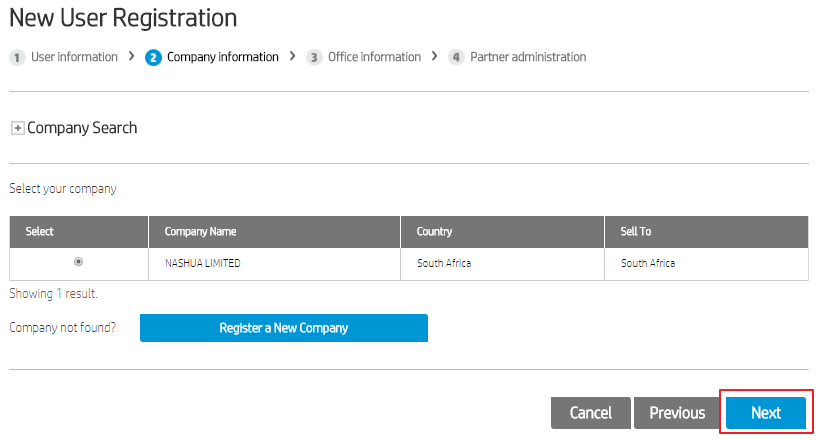 New User Registration
1 User information > 2 Company information > 3 Office information > 4 Partner administration
+ Company Search
Select your company
Select Company Name Country Sell To
NASHUA LIMITED South Africa South Africa
Showing 1 result.
Company not found? Register a New Company
Cancel Previous Next